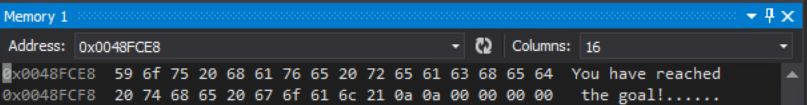 Memory 1
Address: 0x0048FCE8 Columns: 16
0x0048FCE8 59 6f 75 20 68 61 76 65 20 72 65 61 63 68 65 64 You have reached
0x0048FCF8 20 74 68 65 20 67 6f 61 6c 21 0a 0a 00 00 00 00 the goal!......